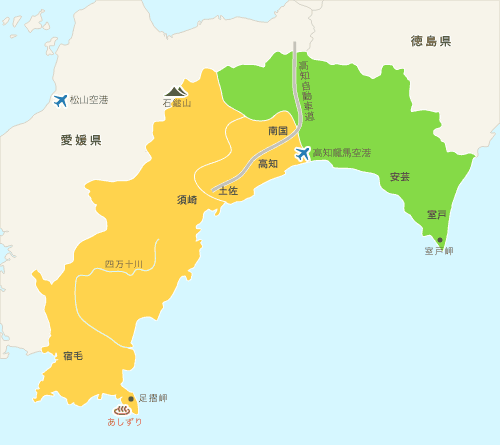 徳島県
高知自動車道
松山空港
石鎚山
南国
愛媛県
高知龍馬空港
高知
安芸
土佐
須崎
室戸
室戸岬
四万十川
宿毛
足摺岬
あしずり